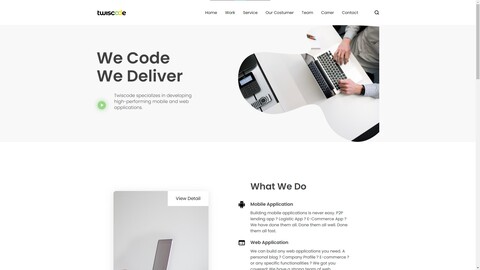 twiscode
Home Work Service Our Costumer Team Carrer Contact
We Code
We Deliver
Twiscode specializes in developing
high-performing mobile and web
applications.
What We Do
View Detail
Mobile Application
Building mobile applications is never easy. P2P
lending app ? Logistic App ? E-Commerce App ?
We have done them all. Done them all well. Done
them all fast.
Web Application
We can build any web applications you need. A
personal blog ? Company Profile ? E-commerce ?
or any specific functionalities ? We got you
covered. We have a strong team of web